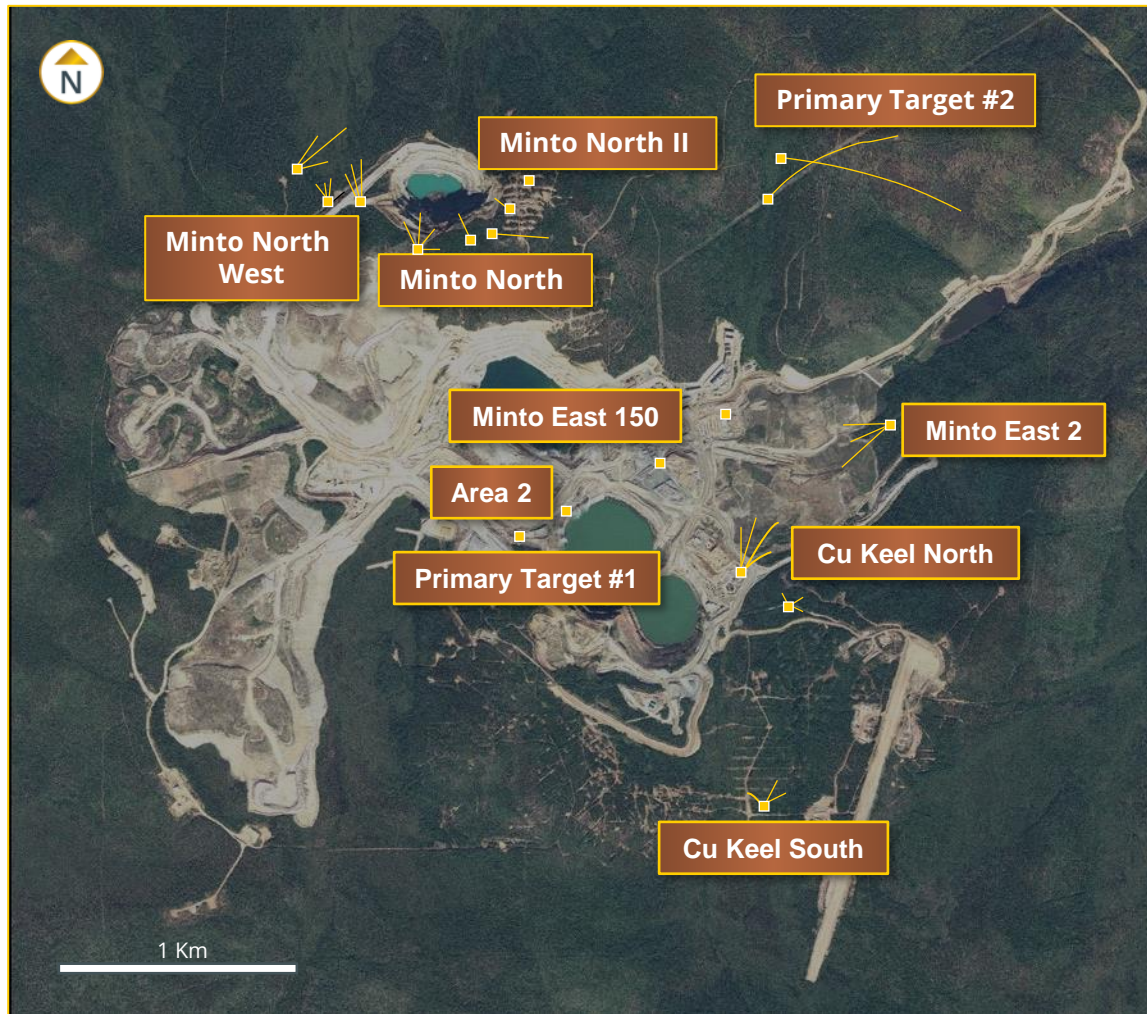 N
Primary Target #2
Minto North II
Minto North
West
Minto North
Minto East 150
Minto East 2
Area 2
Cu Keel North
Primary Target #1
Cu Keel South
1 Km